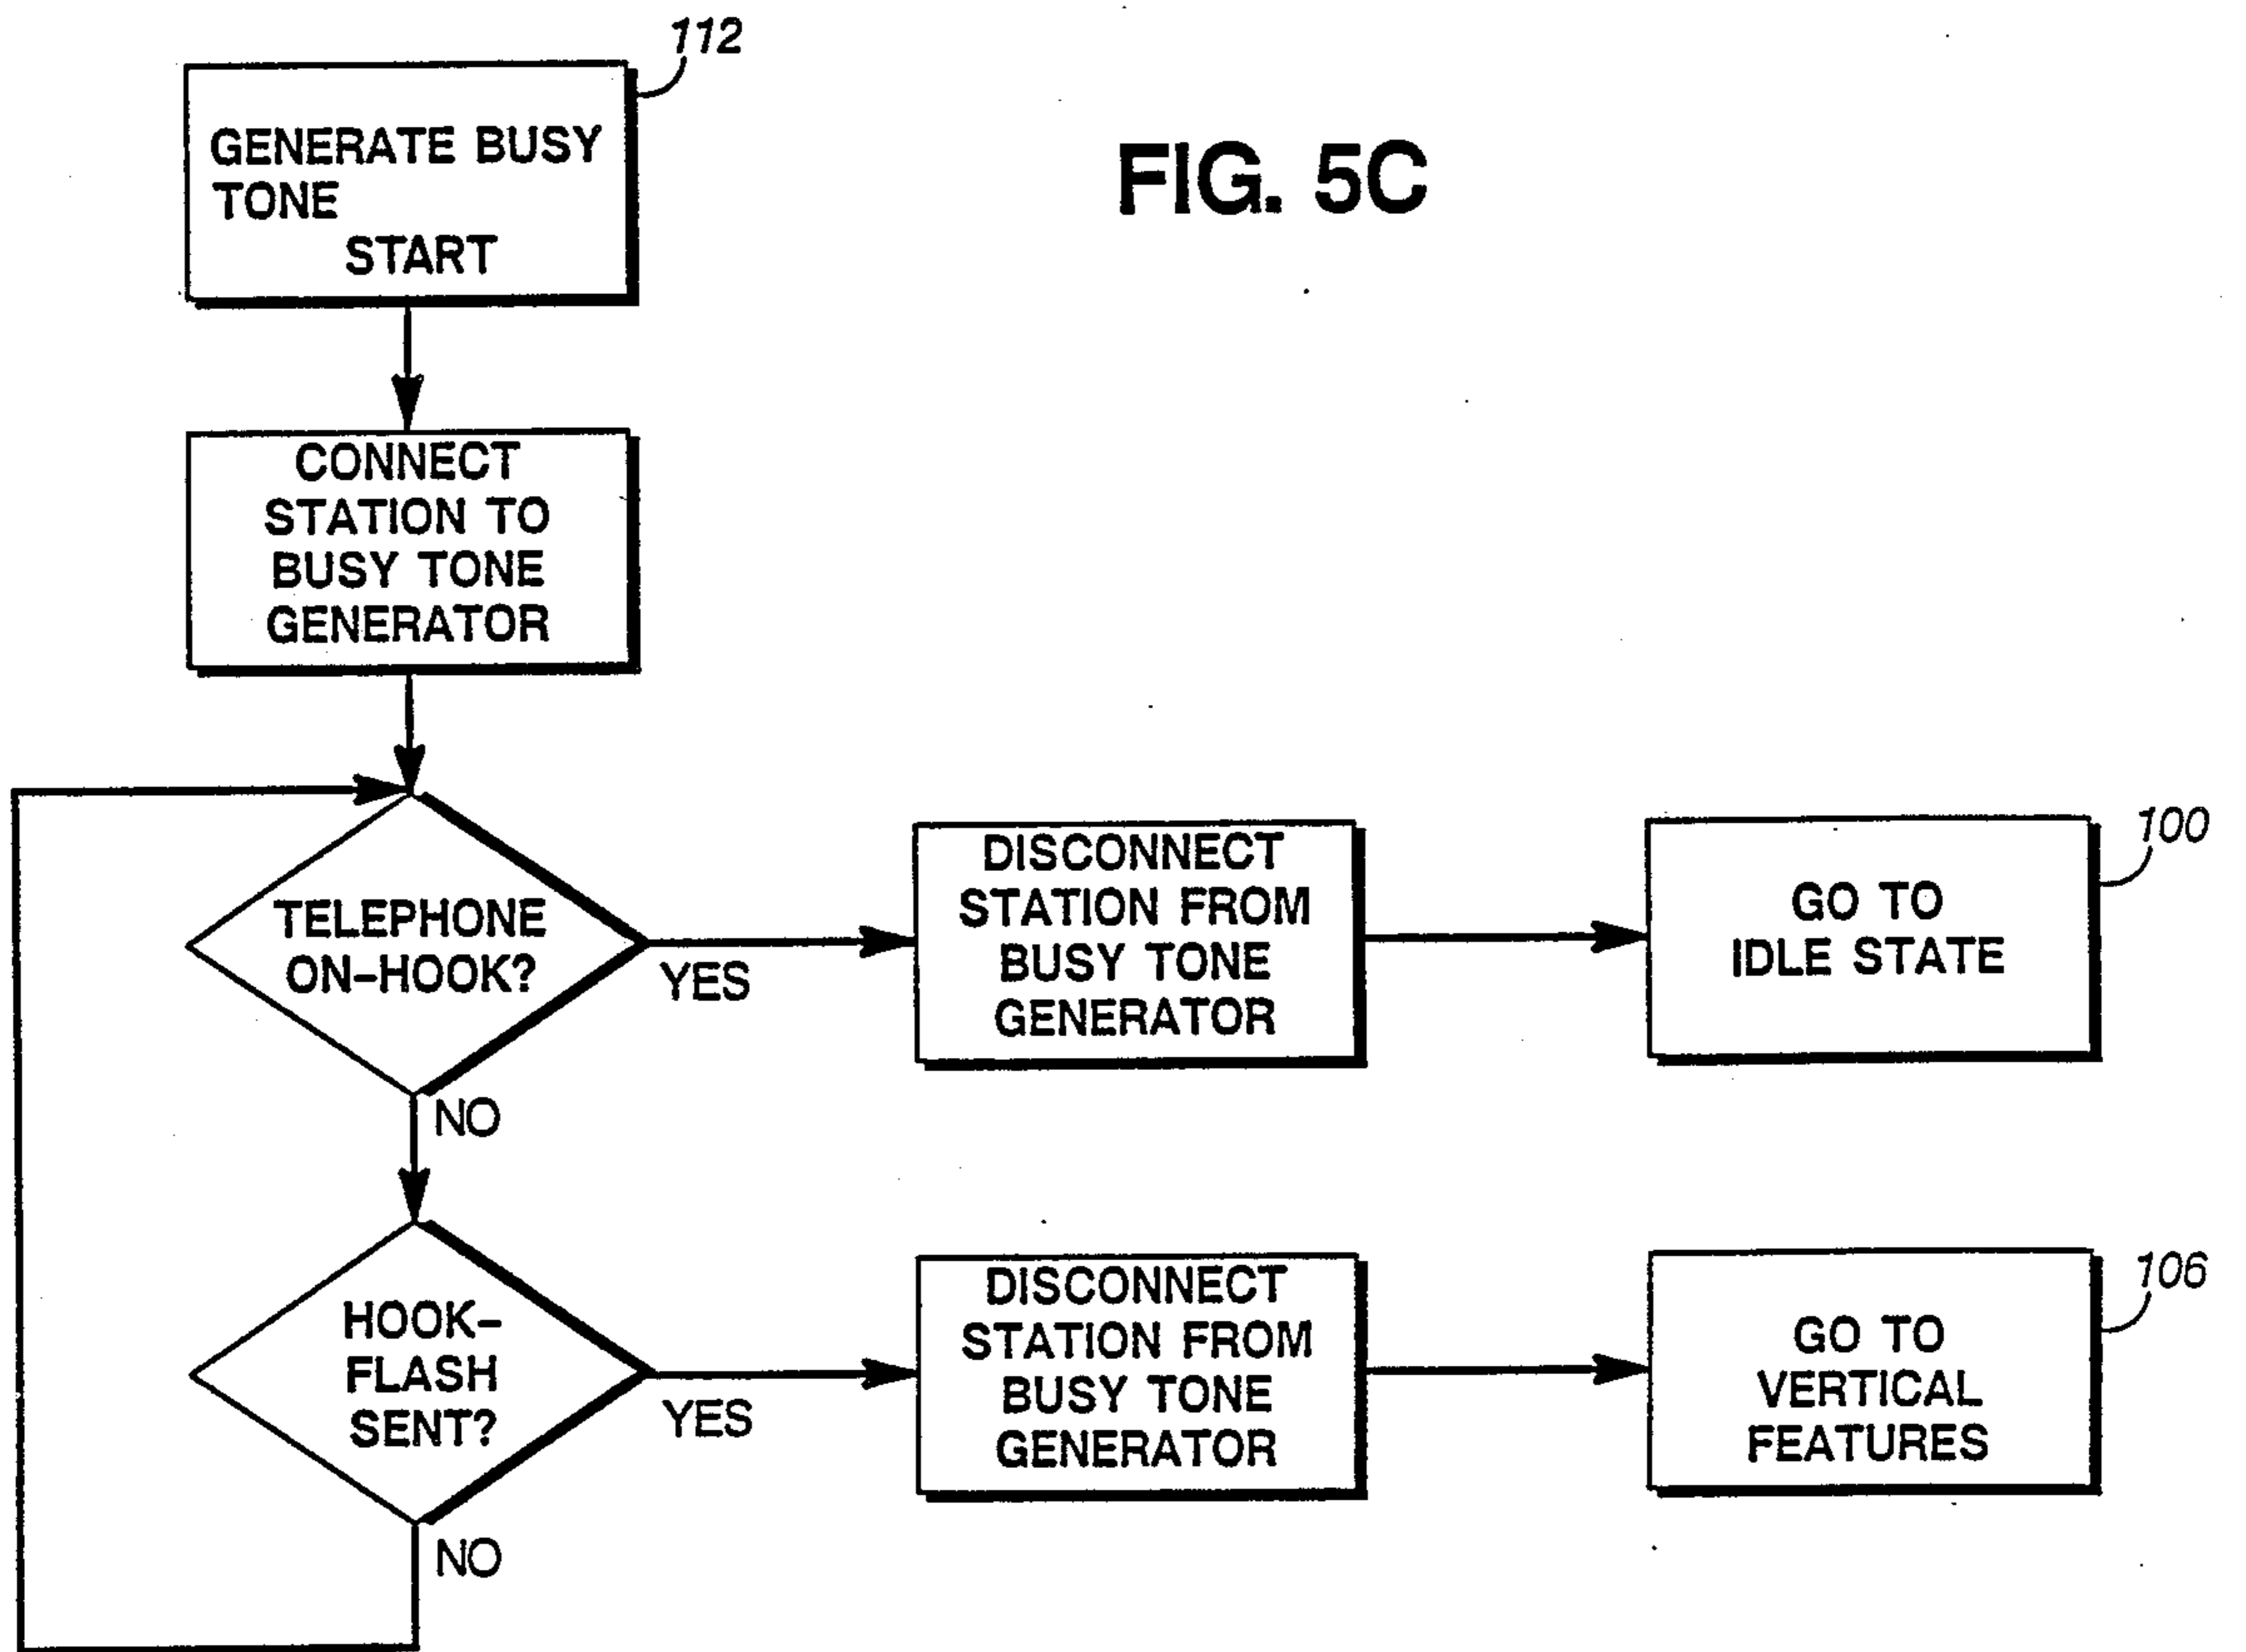 112
GENERATE BUSY
TONE
START
FIG. 5C
CONNECT
STATION TO
BUSY TONE
GENERATOR
TELEPHONE
ON-HOOK?
YES
NO
DISCONNECT
STATION FROM
BUSY TONE
GENERATOR
100
GO TO
IDLE STATE
HOOK-
FLASH
SENT?
YES
NO
DISCONNECT
STATION FROM
BUSY TONE
GENERATOR
106
GO TO
VERTICAL
FEATURES